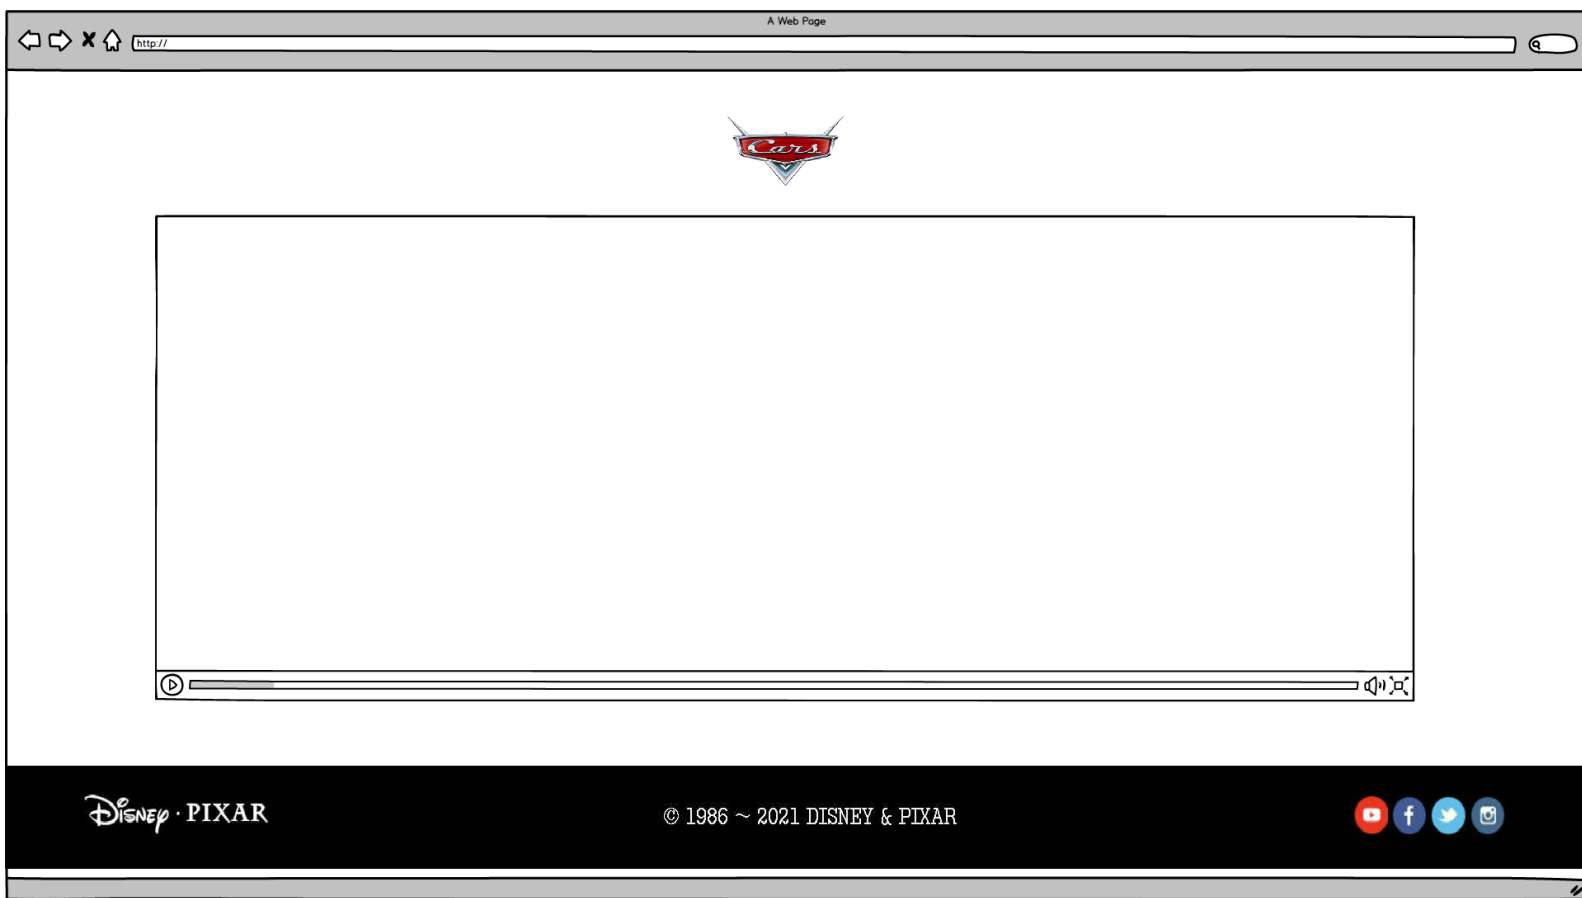 A Web Page
http://
Cars
Disney · PIXAR
© 1986 ~ 2021 DISNEY & PIXAR
f